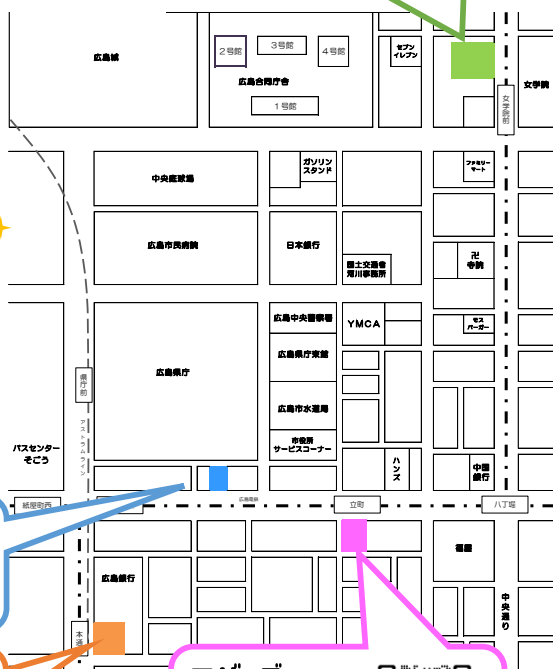 広島城
2号館
3号館
4号館
広島合同庁舎
1号館
セブン
イレブン
女学院
女学院前
ガソリン
スタンド
ファミリー
マート
中央庭球場
広島市民病院
日本銀行
国土交通省
河川事務所
卍
寺院
広島中央警察署
YMCA
モス
バーガー
広島県庁東館
広島県庁
県庁前
アストラムライン
広島市水道局
市役所
サービスコーナー
バスセンター
そごう
ハンズ
中国
銀行
紙屋町西
広島電鉄
立町
八丁堀
福屋
広島銀行
中央通り
本通